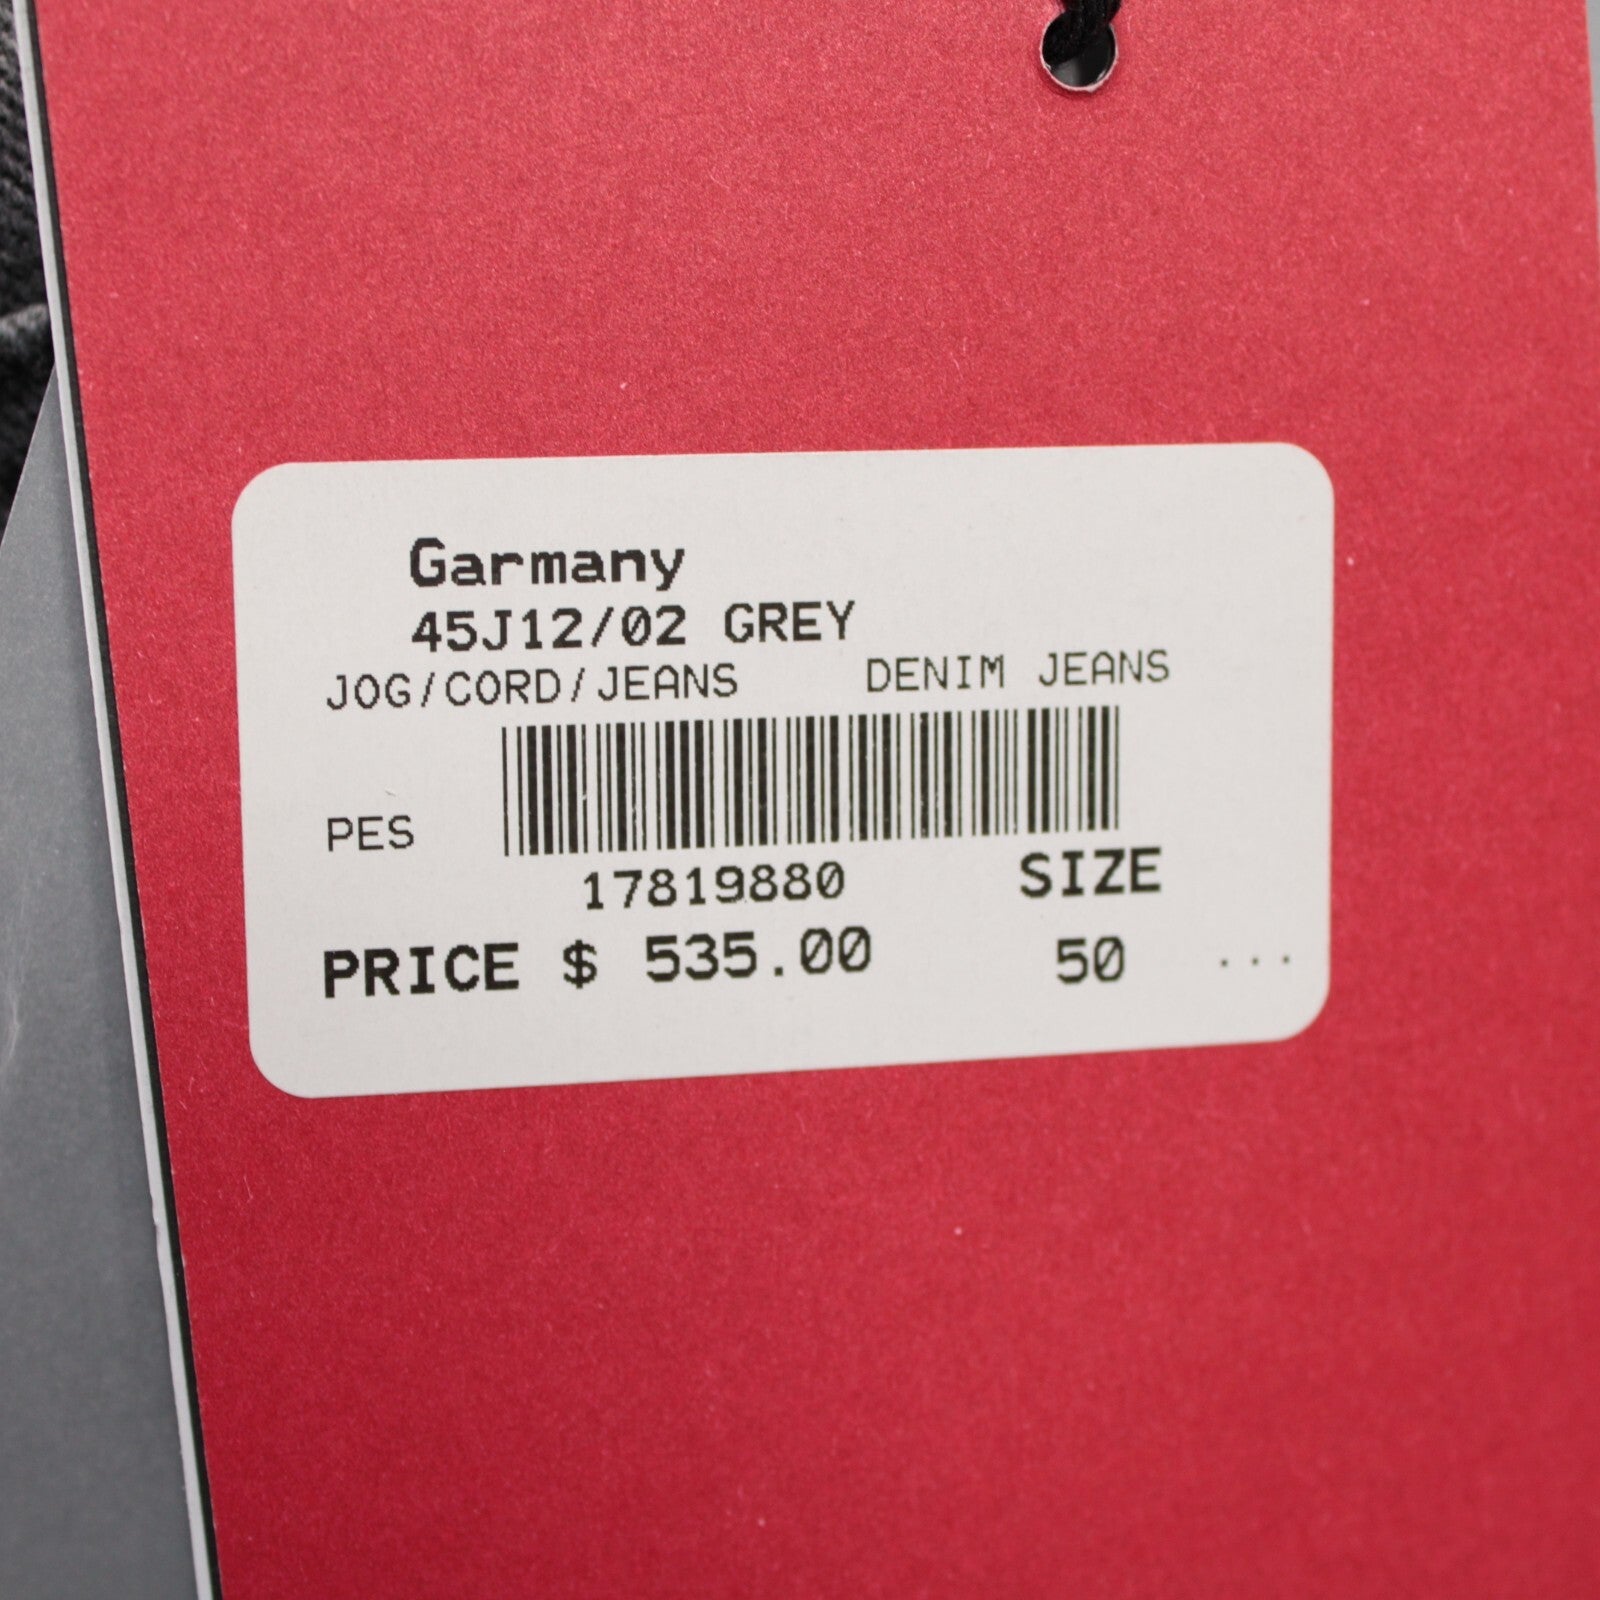 Garmany
45J12/02 GREY
JOG/CORD/JEANS DENIM JEANS
PES
17819880 SIZE
PRICE $ 535.00 50 ...